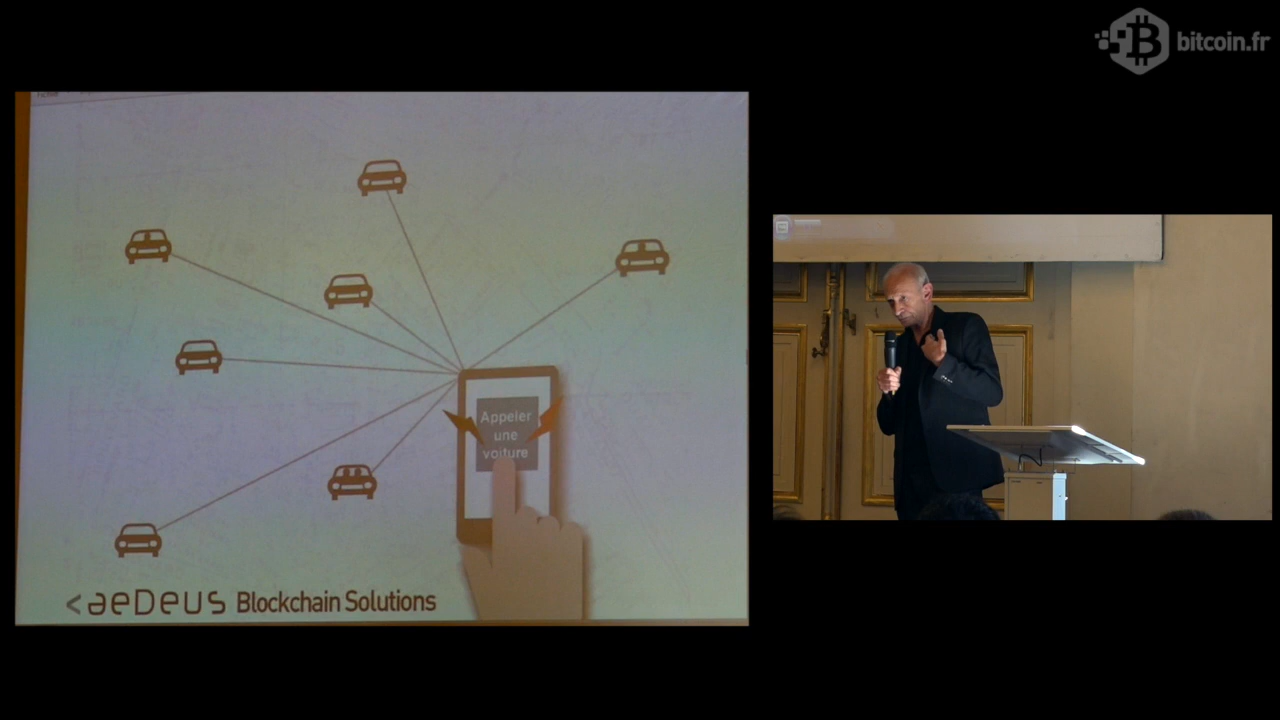 bitcoin.fr
Appeler
une
voiture
<aeDeus Blockchain Solutions